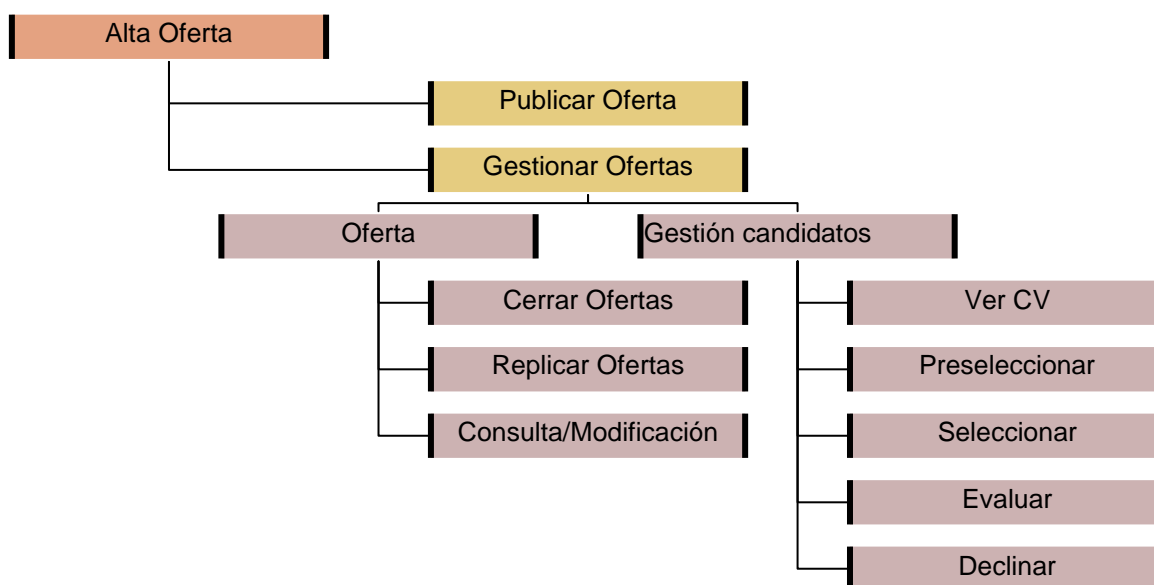 Alta Oferta
Publicar Oferta
Gestionar Ofertas
Oferta
Gestión candidatos
Cerrar Ofertas
Ver CV
Replicar Ofertas
Preseleccionar
Consulta/Modificación
Seleccionar
Evaluar
Declinar